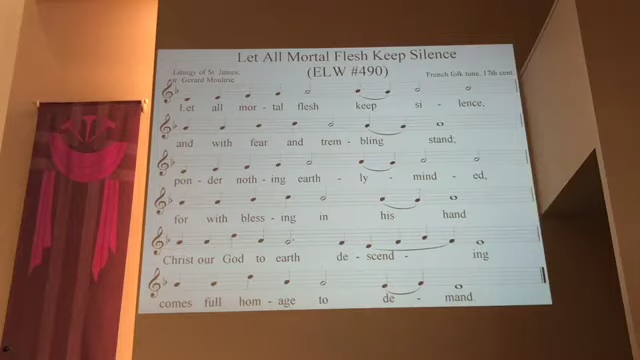 Let All Mortal Flesh Keep Silence
(ELW #490)
Liturgy of St. James,
tr. Gerard Moultrie
French folk tune, 17th cent.
Let all mor - tal flesh keep si - lence,
and with fear and trem - bling stand;
pon - der noth - ing earth - ly - mind - ed,
for with bless - ing in his hand
Christ our God to earth de - scend - ing
comes full hom - age to de - mand.